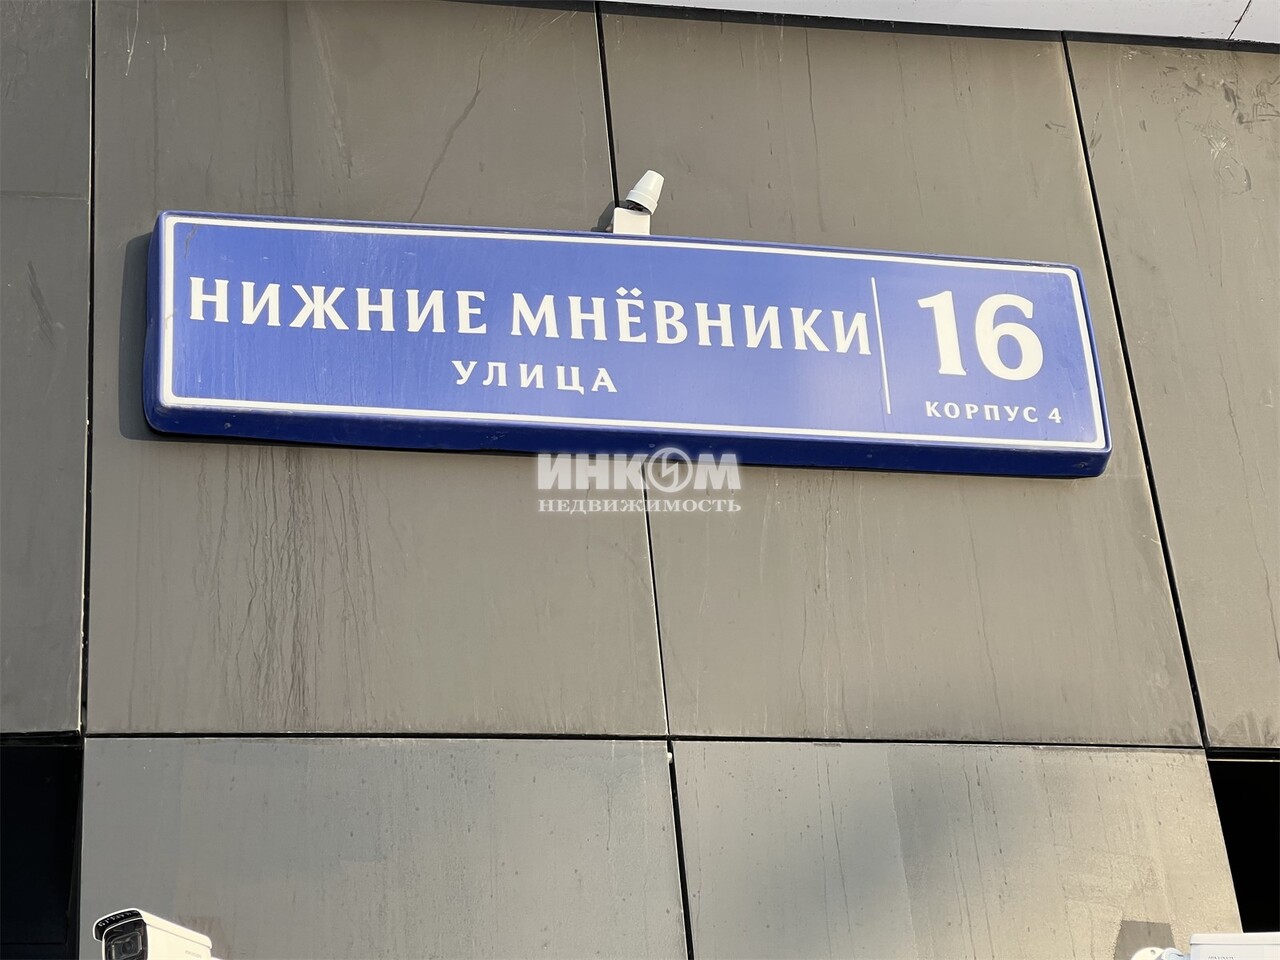 НИЖНИЕ МНЁВНИКИ
УЛИЦА
16
КОРПУС 4
ИНКОМ
НЕДВИЖИМОСТЬ